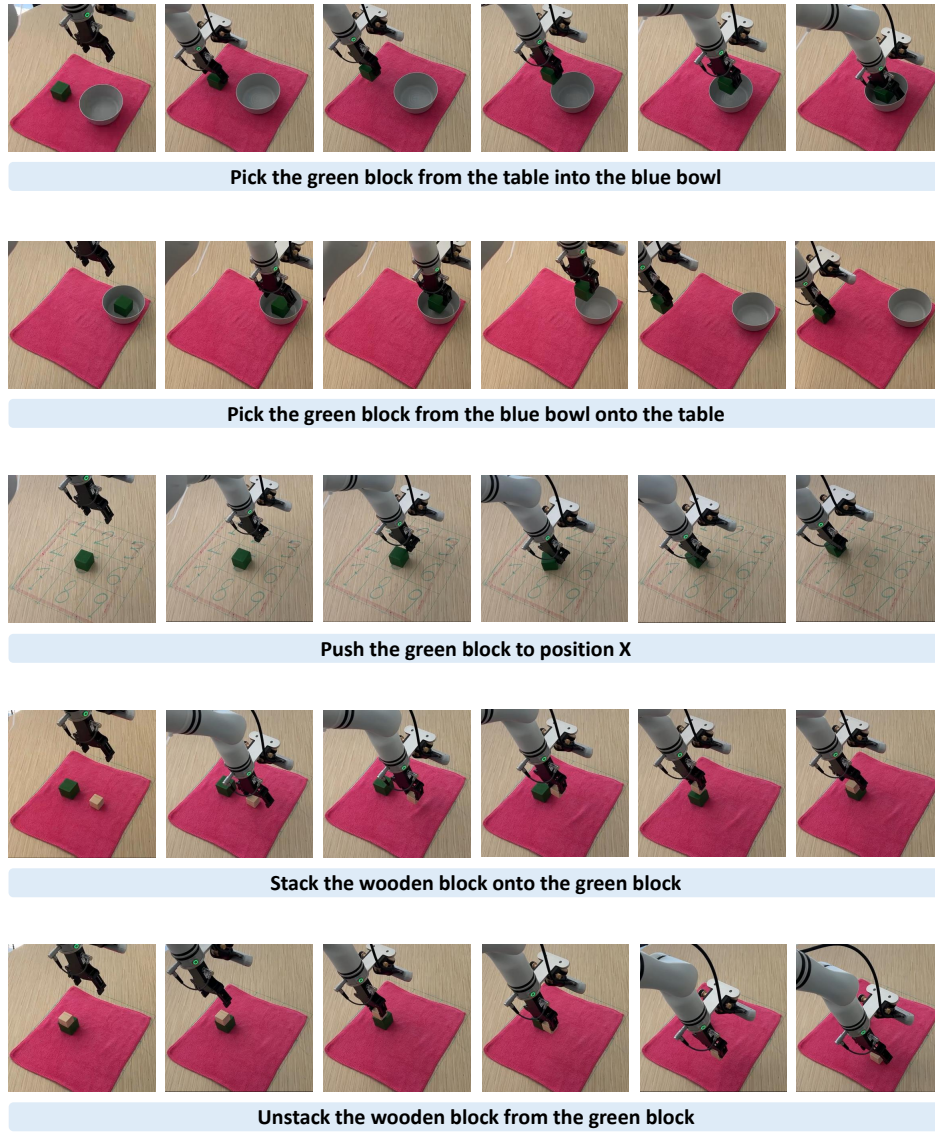 Pick the green block from the table into the blue bowl
Pick the green block from the blue bowl onto the table
Push the green block to position X
Stack the wooden block onto the green block
Unstack the wooden block from the green block